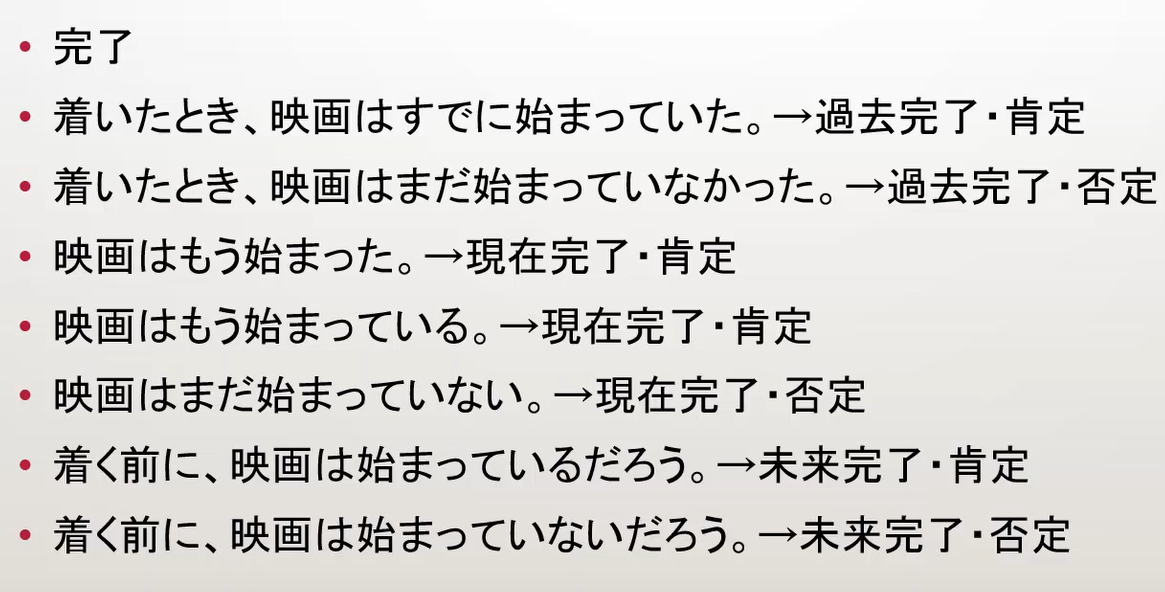 • 完了
• 着いたとき、映画はすでに始まっていた。→過去完了・肯定
• 着いたとき、映画はまだ始まっていなかった。→過去完了・否定
• 映画はもう始まった。→現在完了・肯定
• 映画はもう始まっている。→現在完了・肯定
• 映画はまだ始まっていない。→現在完了・否定
• 着く前に、映画は始まっているだろう。→未来完了・肯定
• 着く前に、映画は始まっていないだろう。→未来完了・否定